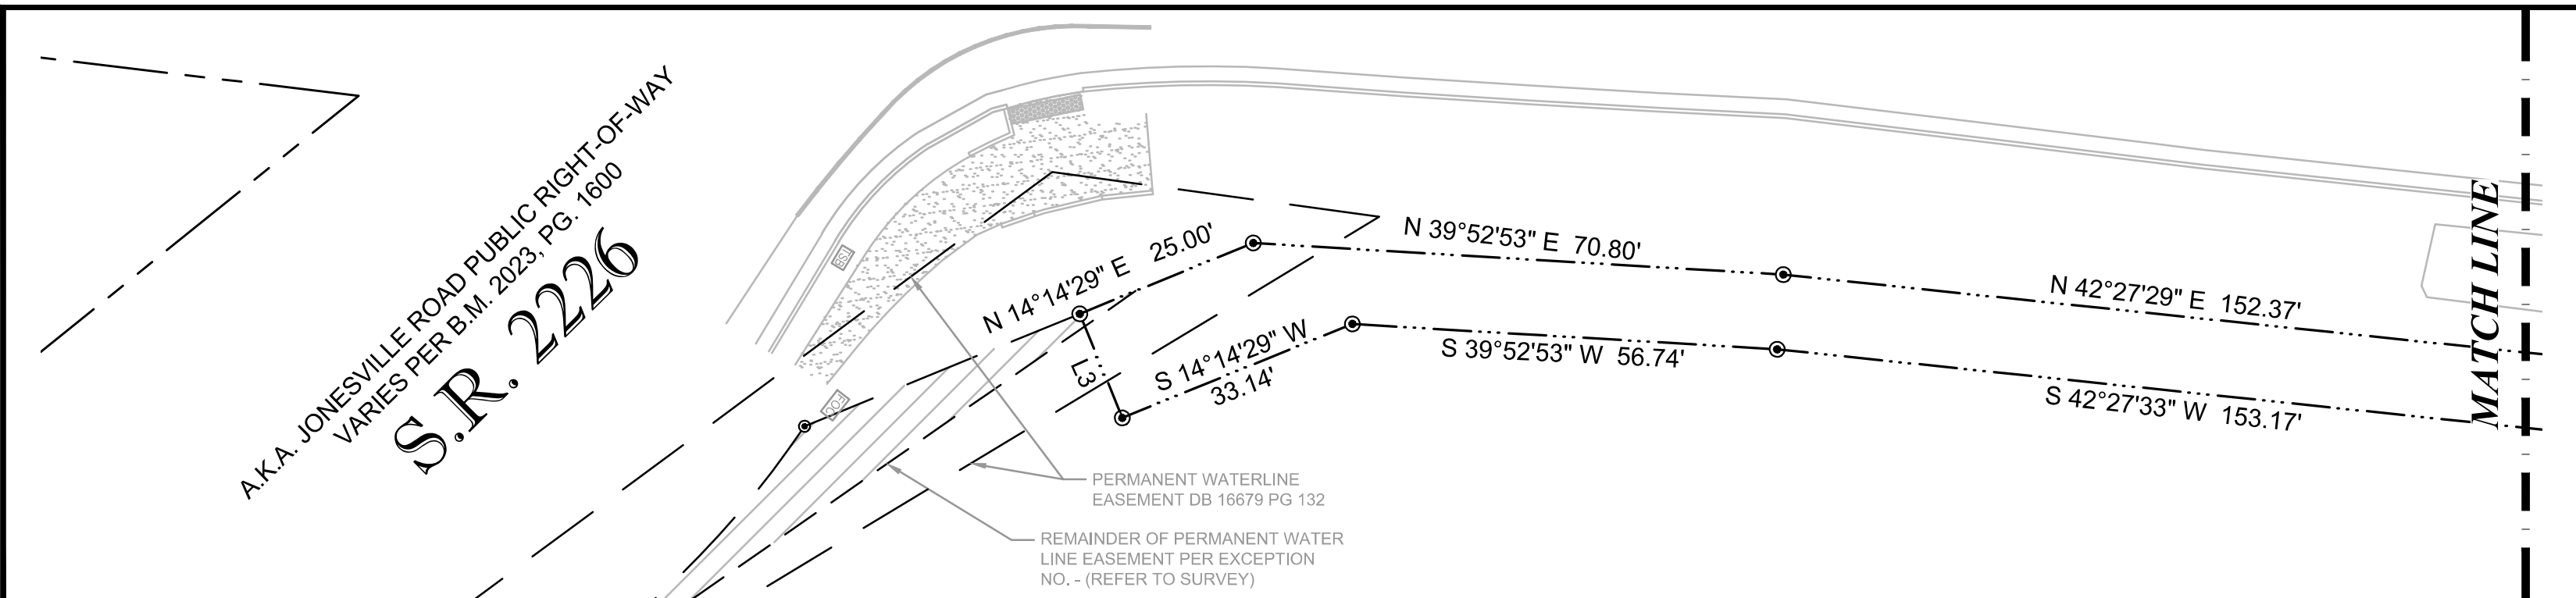 A.K.A. JONESVILLE ROAD PUBLIC RIGHT-OF-WAY
VARIES PER B.M. 2023, PG. 1600
S.R. 2226
TSB
FOC
N 14°14'29" E 25.00'
L3
S 14°14'29" W
33.14'
N 39°52'53" E 70.80'
S 39°52'53" W 56.74'
N 42°27'29" E 152.37'
S 42°27'33" W 153.17'
MATCH LINE
PERMANENT WATERLINE
EASEMENT DB 16679 PG 132
REMAINDER OF PERMANENT WATER
LINE EASEMENT PER EXCEPTION
NO. - (REFER TO SURVEY)